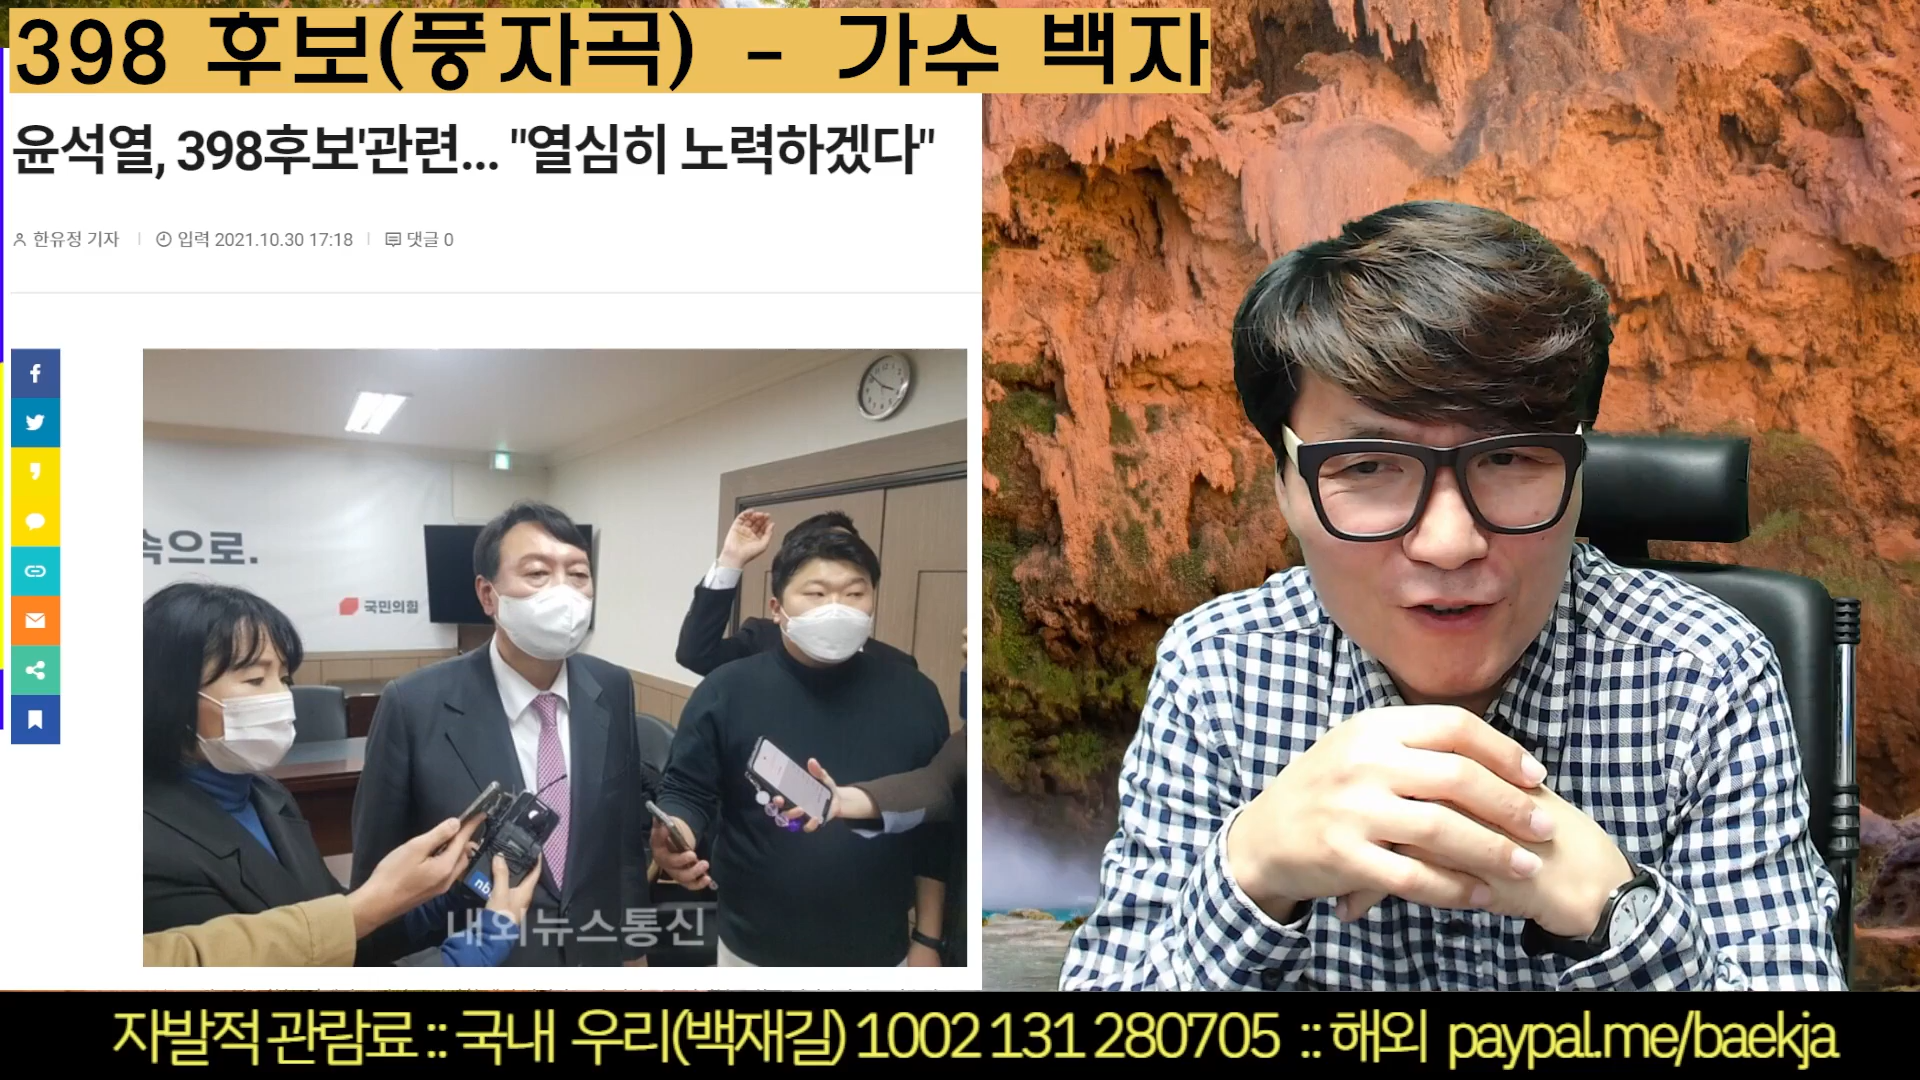 398 후보(풍자곡) - 가수 백자
윤석열, 398후보'관련... "열심히 노력하겠다"
한유정 기자 | 입력 2021.10.30 17:18 | 댓글 0
속으로.
국민의힘
nb
내외뉴스통신
자발적 관람료 :: 국내 우리(백재길) 1002 131 280705 :: 해외 paypal.me/baekja